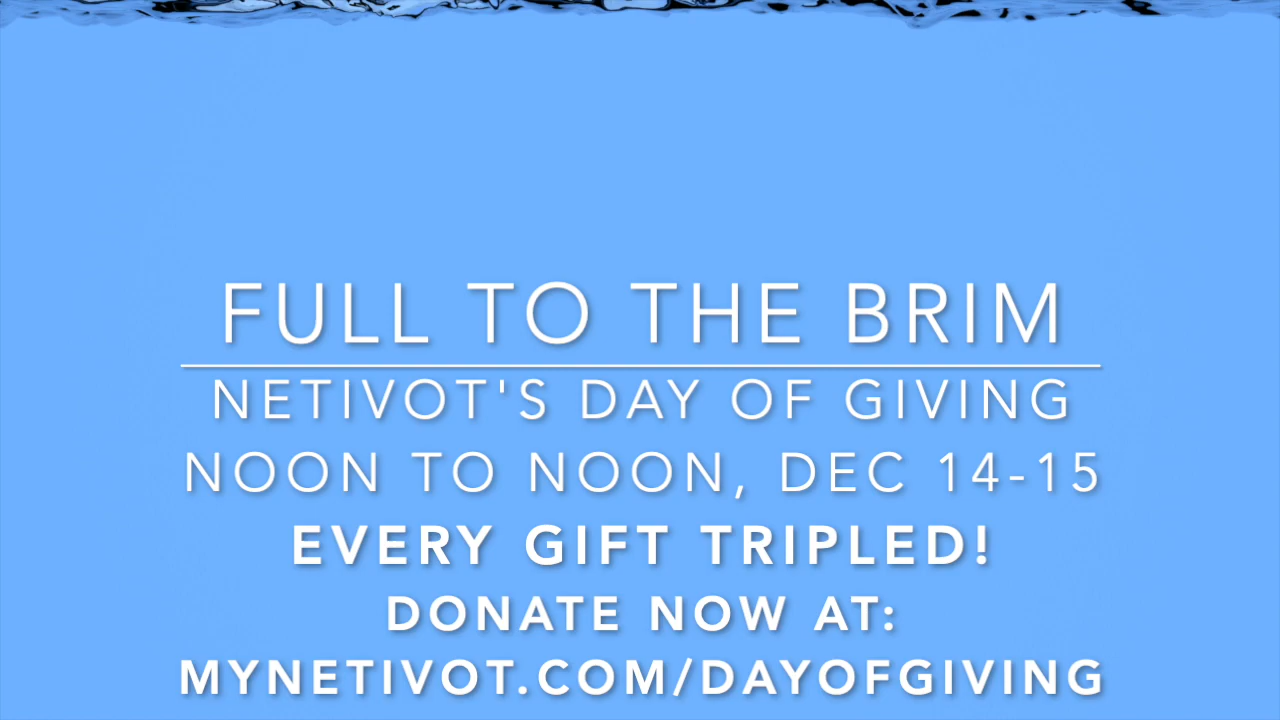 FULL TO THE BRIM
NETIVOT'S DAY OF GIVING
NOON TO NOON, DEC 14-15
EVERY GIFT TRIPLED!
DONATE NOW AT:
MYNETIVOT.COM/DAYOFGIVING